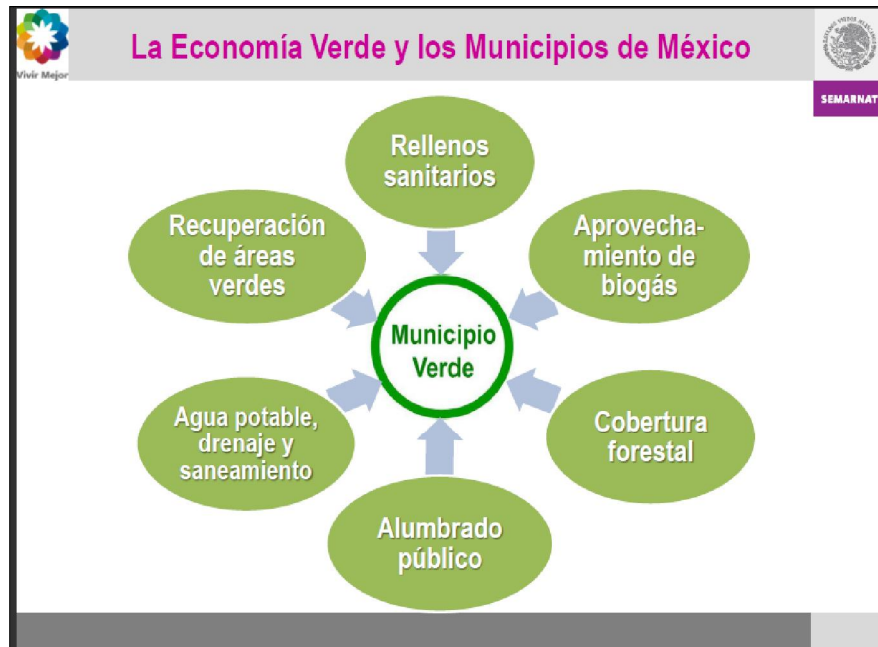 La Economía Verde y los Municipios de México
Vivir Mejor
SEMARNAT
Rellenos
sanitarios
Recuperación
de áreas
verdes
Aprovecha-
miento de
biogás
Municipio
Verde
Agua potable,
drenaje y
saneamiento
Cobertura
forestal
Alumbrado
público